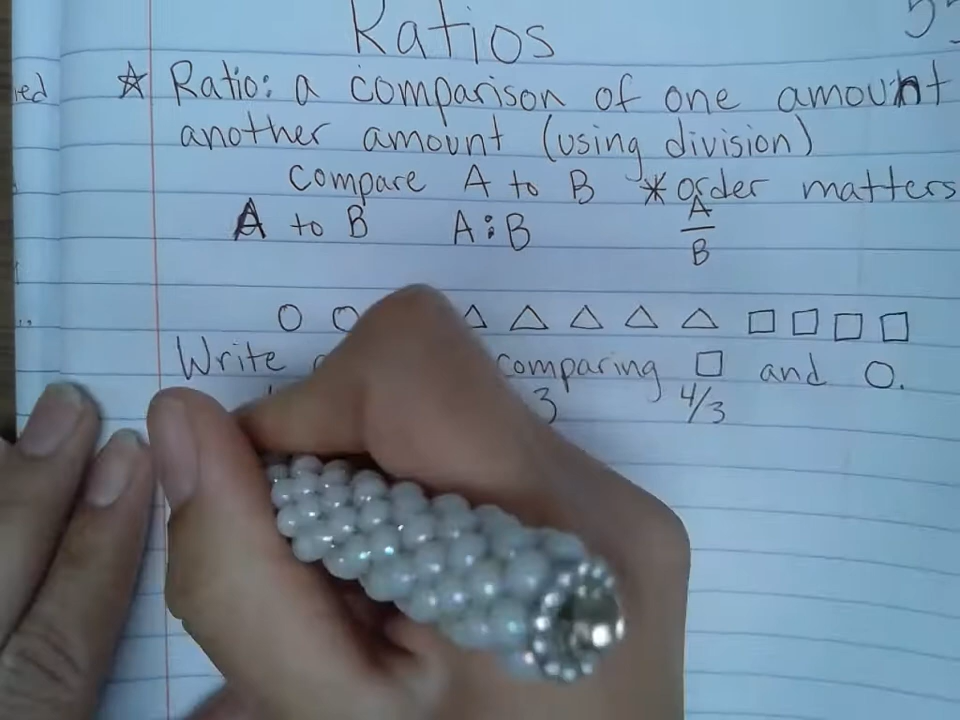 Ratios
ed
☆ Ratio: a comparison of one amount
another amount (using division)
Compare A to B * order matters
A to B A:B A/B
○ ○ △ △ △ △ △ □ □ □ □
Write comparing □ and ○.
3 4/3